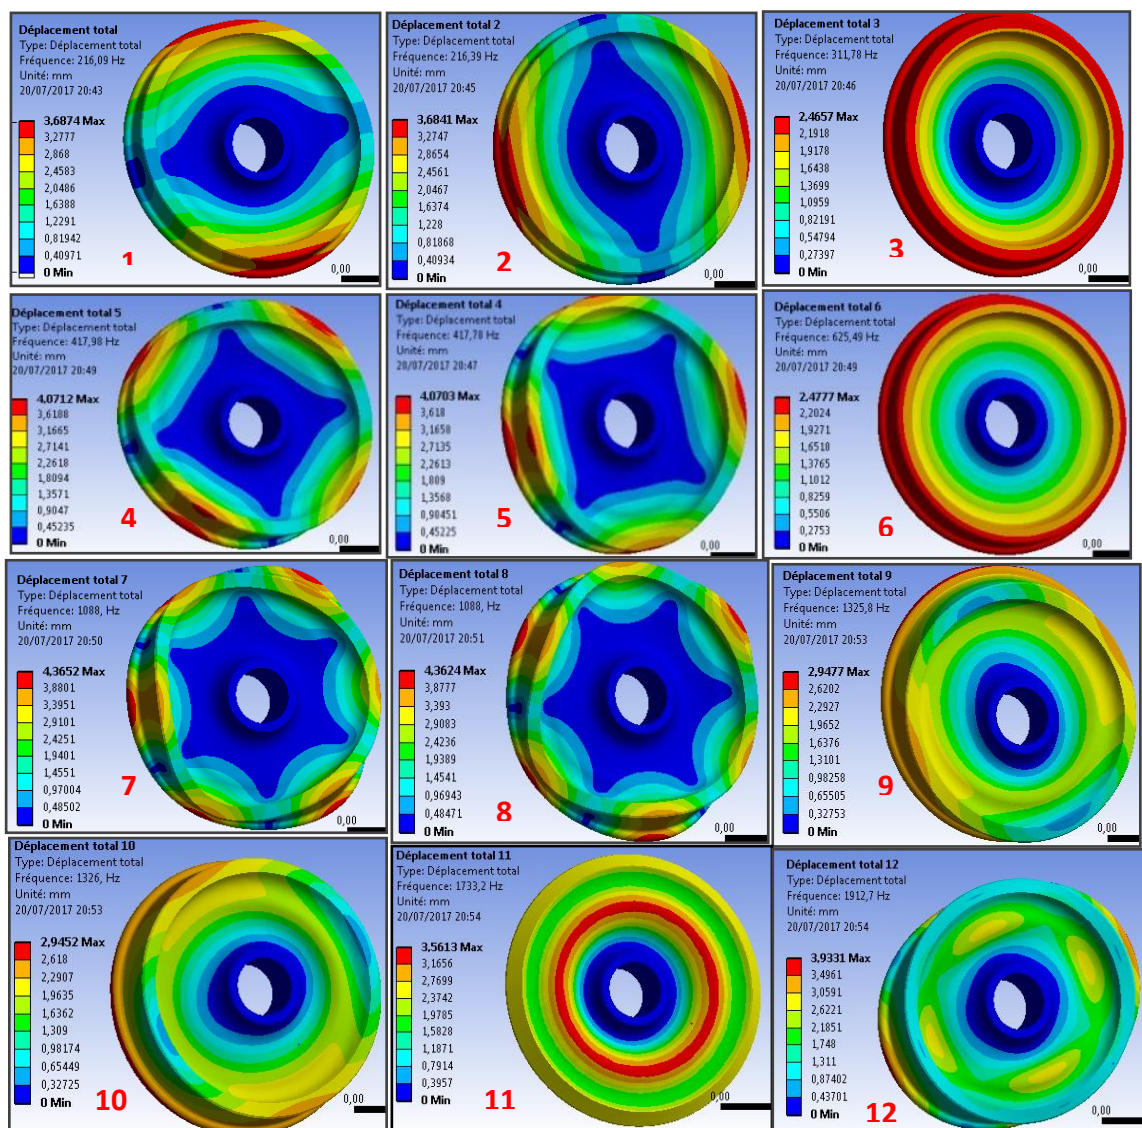 Déplacement total
Type: Déplacement total
Fréquence: 216,09 Hz
Unité: mm
20/07/2017 20:43
3,6874 Max
3,2777
2,868
2,4583
2,0486
1,6388
1,2291
0,81942
0,40971
0 Min
1
0,00
Déplacement total 2
Type: Déplacement total
Fréquence: 216,39 Hz
Unité: mm
20/07/2017 20:45
3,6841 Max
3,2747
2,8654
2,4561
2,0467
1,6374
1,228
0,81868
0,40934
0 Min
2
0,00
Déplacement total 3
Type: Déplacement total
Fréquence: 311,78 Hz
Unité: mm
20/07/2017 20:46
2,4657 Max
2,1918
1,9178
1,6438
1,3699
1,0959
0,82191
0,54794
0,27397
0 Min
3
0,00
Déplacement total 5
Type: Déplacement total
Fréquence: 417,98 Hz
Unité: mm
20/07/2017 20:49
4,0712 Max
3,6188
3,1665
2,7141
2,2618
1,8094
1,3571
0,9047
0,45235
0 Min
4
0,00
Déplacement total 4
Type: Déplacement total
Fréquence: 417,78 Hz
Unité: mm
20/07/2017 20:47
4,0703 Max
3,618
3,1658
2,7135
2,2613
1,809
1,3568
0,90451
0,45225
0 Min
5
0,00
Déplacement total 6
Type: Déplacement total
Fréquence: 625,49 Hz
Unité: mm
20/07/2017 20:49
2,4777 Max
2,2024
1,9271
1,6518
1,3765
1,1012
0,8259
0,5506
0,2753
0 Min
6
0,00
Déplacement total 7
Type: Déplacement total
Fréquence: 1088, Hz
Unité: mm
20/07/2017 20:50
4,3652 Max
3,8801
3,3951
2,9101
2,4251
1,9401
1,4551
0,97004
0,48502
0 Min
7
0,00
Déplacement total 8
Type: Déplacement total
Fréquence: 1088, Hz
Unité: mm
20/07/2017 20:51
4,3624 Max
3,8777
3,393
2,9083
2,4236
1,9389
1,4541
0,96943
0,48471
0 Min
8
0,00
Déplacement total 9
Type: Déplacement total
Fréquence: 1325,8 Hz
Unité: mm
20/07/2017 20:53
2,9477 Max
2,6202
2,2927
1,9652
1,6376
1,3101
0,98258
0,65505
0,32753
0 Min
9
0,00
Déplacement total 10
Type: Déplacement total
Fréquence: 1326, Hz
Unité: mm
20/07/2017 20:53
2,9452 Max
2,618
2,2907
1,9635
1,6362
1,309
0,98174
0,65449
0,32725
0 Min
10
0,00
Déplacement total 11
Type: Déplacement total
Fréquence: 1733,2 Hz
Unité: mm
20/07/2017 20:54
3,5613 Max
3,1656
2,7699
2,3742
1,9785
1,5828
1,1871
0,7914
0,3957
0 Min
11
0,00
Déplacement total 12
Type: Déplacement total
Fréquence: 1912,7 Hz
Unité: mm
20/07/2017 20:54
3,9331 Max
3,4961
3,0591
2,6221
2,1851
1,748
1,311
0,87402
0,43701
0 Min
12
0,00